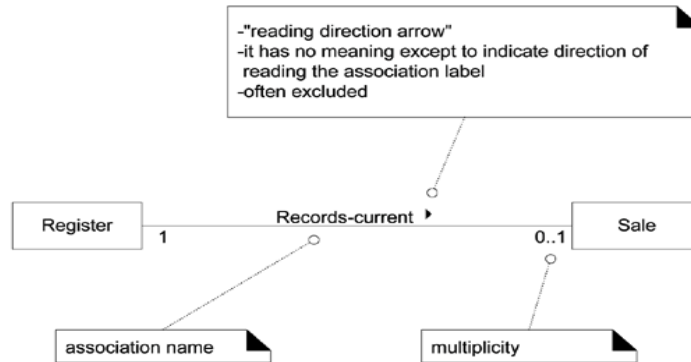 -"reading direction arrow"
-it has no meaning except to indicate direction of
reading the association label
-often excluded
Records-current
Register
Sale
1
0..1
association name
multiplicity